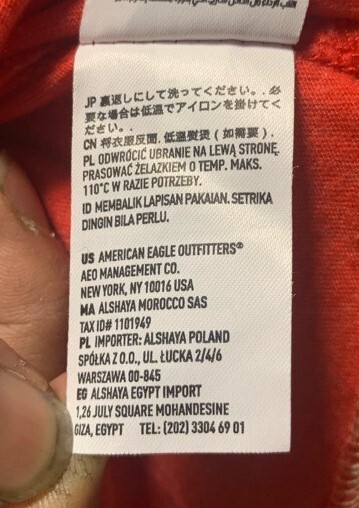 JP 裏返しにして洗ってください。. 必
要な場合は低温でアイロンを掛けてく
ださい。.
CN 将衣服反面. 低温熨烫 (如需要).
PL ODWRÓCIĆ UBRANIE NA LEWĄ STRONĘ.
PRASOWAĆ ŻELAZKIEM O TEMP. MAKS.
110°C W RAZIE POTRZEBY.
ID MEMBALIK LAPISAN PAKAIAN. SETRIKA
DINGIN BILA PERLU.
US AMERICAN EAGLE OUTFITTERS®
AEO MANAGEMENT CO.
NEW YORK, NY 10016 USA
MA ALSHAYA MOROCCO SAS
TAX ID# 1101949
PL IMPORTER: ALSHAYA POLAND
SPÓŁKA Z O.O., UL. ŁUCKA 2/4/6
WARSZAWA 00-845
EG ALSHAYA EGYPT IMPORT
1,26 JULY SQUARE MOHANDESINE
GIZA, EGYPT TEL: (202) 3304 69 01